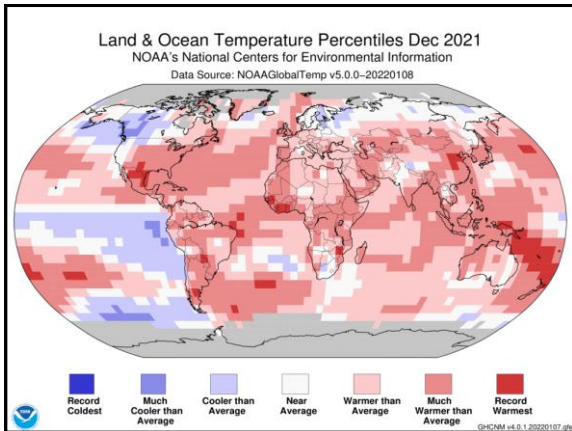 Land & Ocean Temperature Percentiles Dec 2021
NOAA's National Centers for Environmental Information
Data Source: NOAAGlobalTemp v5.0.0-20220108
Record Coldest
Much Cooler than Average
Cooler than Average
Near Average
Warmer than Average
Much Warmer than Average
Record Warmest
GHCNM v4.0.1.20220107.qfe